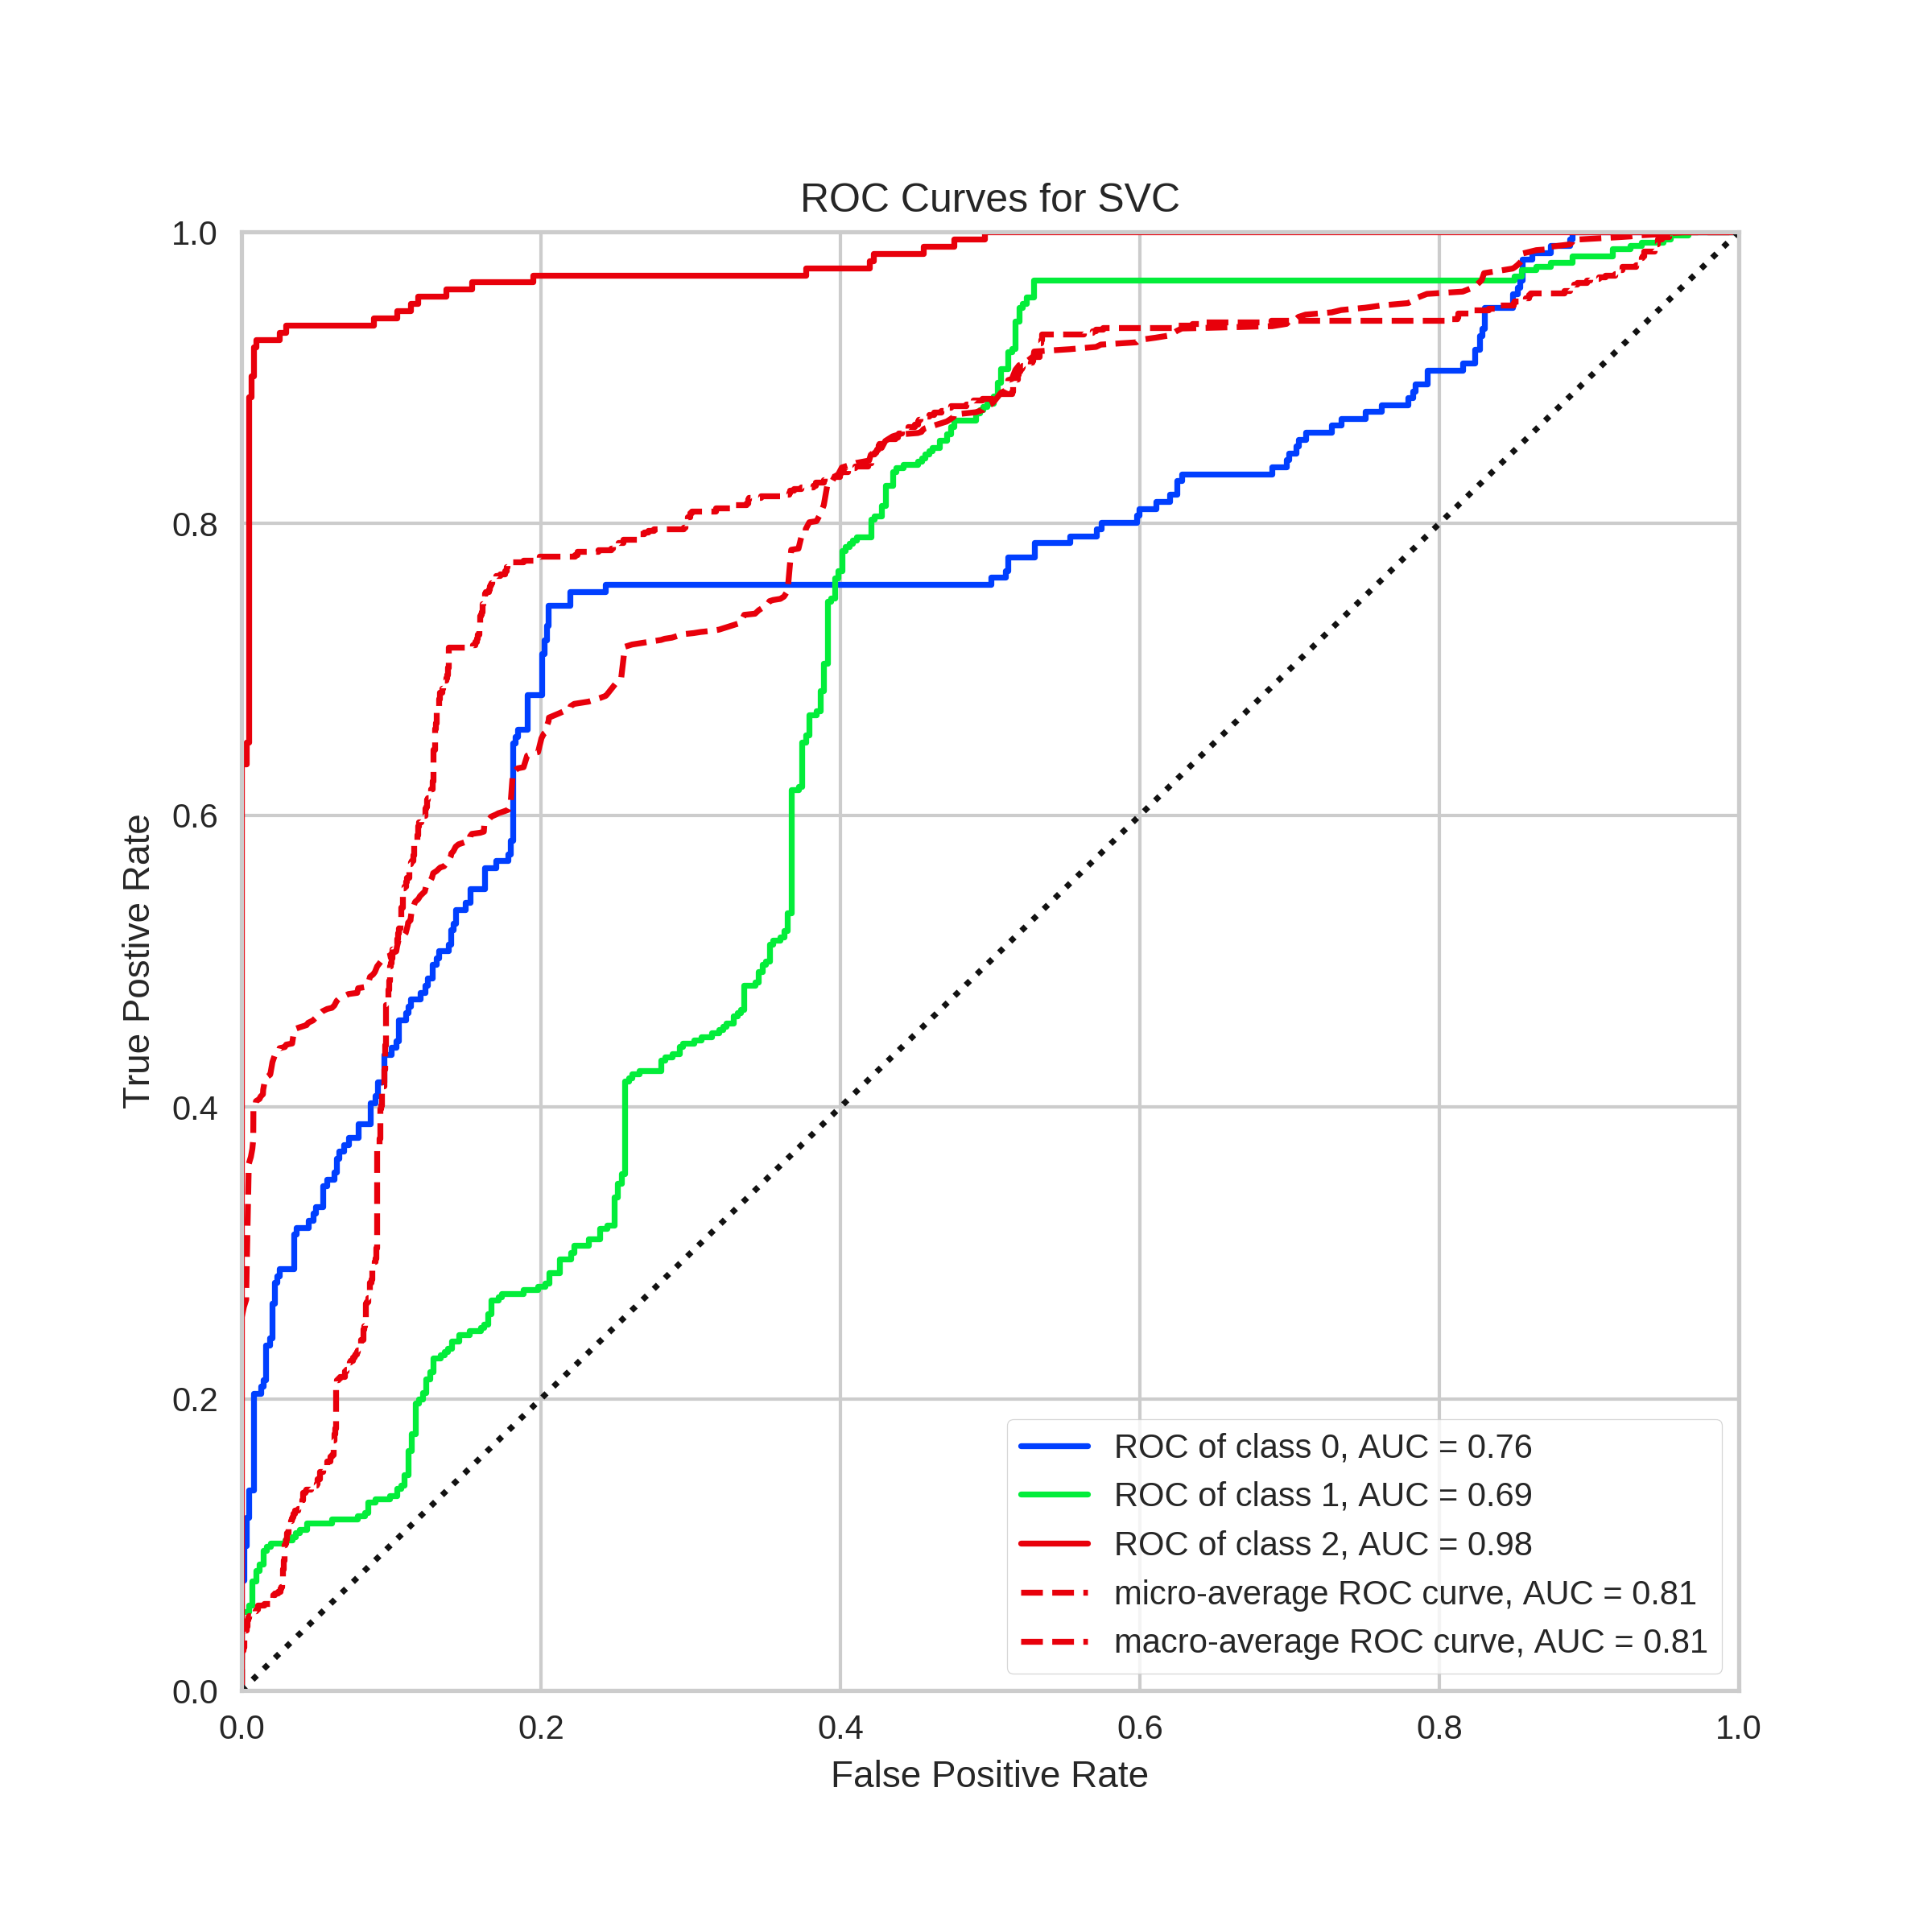 ROC Curves for SVC
1.0
0.8
0.6
0.4
0.2
0.0
True Postive Rate
0.0 0.2 0.4 0.6 0.8 1.0
False Positive Rate
ROC of class 0, AUC = 0.76
ROC of class 1, AUC = 0.69
ROC of class 2, AUC = 0.98
micro-average ROC curve, AUC = 0.81
macro-average ROC curve, AUC = 0.81